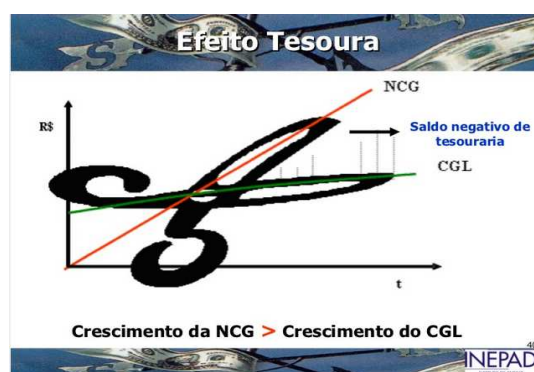 Efeito Tesoura
NCG
R$
Saldo negativo de
tesouraria
CGL
t
Crescimento da NCG > Crescimento do CGL
INEPAD